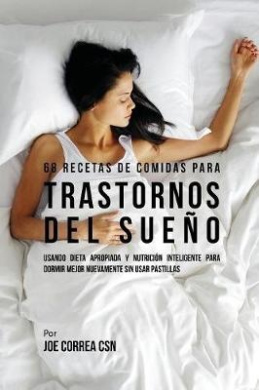 68 RECETAS DE COMIDAS PARA
TRASTORNOS
DEL SUEÑO
USANDO DIETA APROPIADA Y NUTRICIÓN INTELIGENTE PARA
DORMIR MEJOR NUEVAMENTE SIN USAR PASTILLAS
Por
JOE CORREA CSN